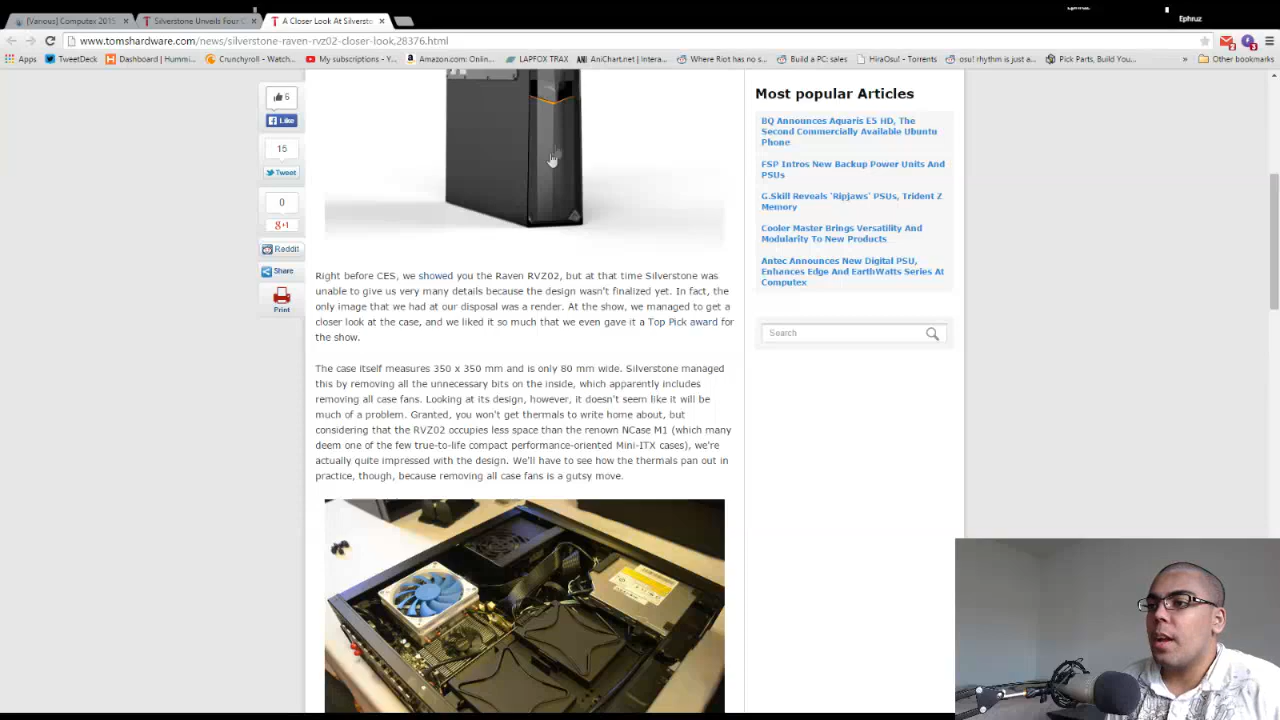 Ephruz
Ephruz
[Various] Computex 2015
Silverstone Unveils Four C
A Closer Look At Silversto
www.tomshardware.com/news/silverstone-raven-rvz02-closer-look,28376.html
Apps
TweetDeck
Dashboard | Hummi...
Crunchyroll - Watch...
My subscriptions - Y...
Amazon.com: Onlin...
LAPFOX TRAX
AniChart.net | Intera...
Where Riot has no s...
Build a PC: sales
HiraOsu! - Torrents
osu! rhythm is just a...
Pick Parts, Build You...
»
Other bookmarks
6
Like
15
Tweet
0
g+1
Reddit
Share
Print
Right before CES, we showed you the Raven RVZ02, but at that time Silverstone was
unable to give us very many details because the design wasn't finalized yet. In fact, the
only image that we had at our disposal was a render. At the show, we managed to get a
closer look at the case, and we liked it so much that we even gave it a Top Pick award for
the show.
The case itself measures 350 x 350 mm and is only 80 mm wide. Silverstone managed
this by removing all the unnecessary bits on the inside, which apparently includes
removing all case fans. Looking at its design, however, it doesn't seem like it will be
much of a problem. Granted, you won't get thermals to write home about, but
considering that the RVZ02 occupies less space than the renown NCase M1 (which many
deem one of the few true-to-life compact performance-oriented Mini-ITX cases), we're
actually quite impressed with the design. We'll have to see how the thermals pan out in
practice, though, because removing all case fans is a gutsy move.
Most popular Articles
BQ Announces Aquaris E5 HD, The
Second Commercially Available Ubuntu
Phone
FSP Intros New Backup Power Units And
PSUs
G.Skill Reveals 'Ripjaws' PSUs, Trident Z
Memory
Cooler Master Brings Versatility And
Modularity To New Products
Antec Announces New Digital PSU,
Enhances Edge And EarthWatts Series At
Computex
Search